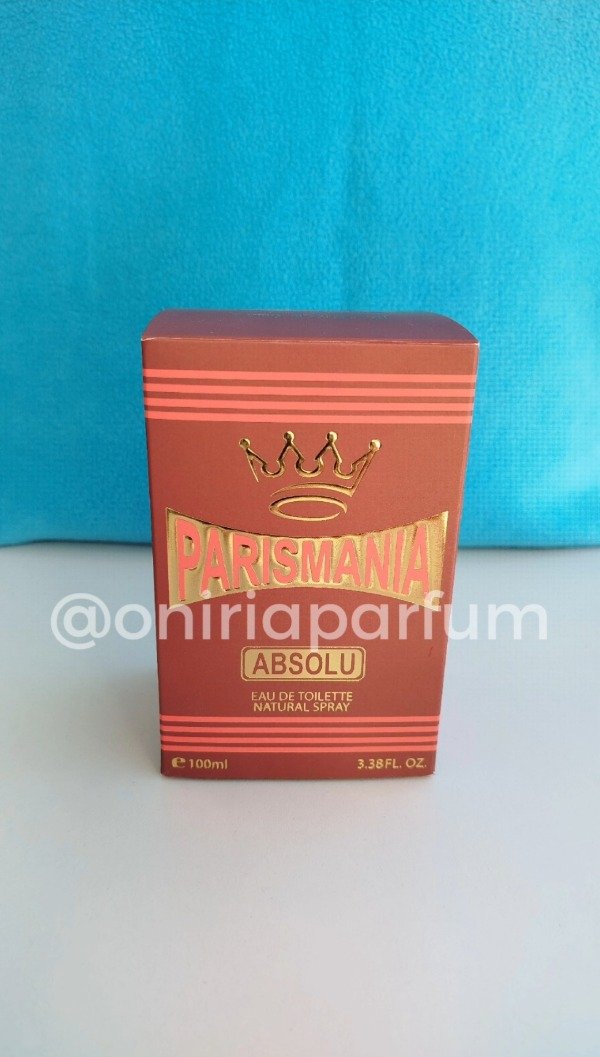 PARISMANIA
@oniriaparfum
ABSOLU
EAU DE TOILETTE
NATURAL SPRAY
e 100ml
3.38FL. OZ.